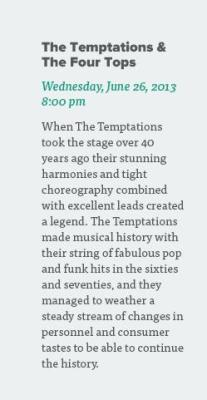 The Temptations &
The Four Tops
Wednesday, June 26, 2013
8:00 pm
When The Temptations
took the stage over 40
years ago their stunning
harmonies and tight
choreography combined
with excellent leads created
a legend. The Temptations
made musical history with
their string of fabulous pop
and funk hits in the sixties
and seventies, and they
managed to weather a
steady stream of changes in
personnel and consumer
tastes to be able to continue
the history.